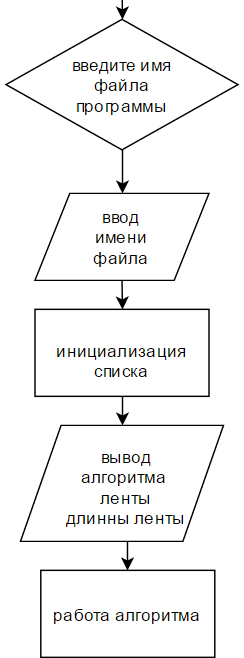 введите имя
файла
программы
ввод
имени
файла
инициализация
списка
вывод
алгоритма
ленты
длинны ленты
работа алгоритма